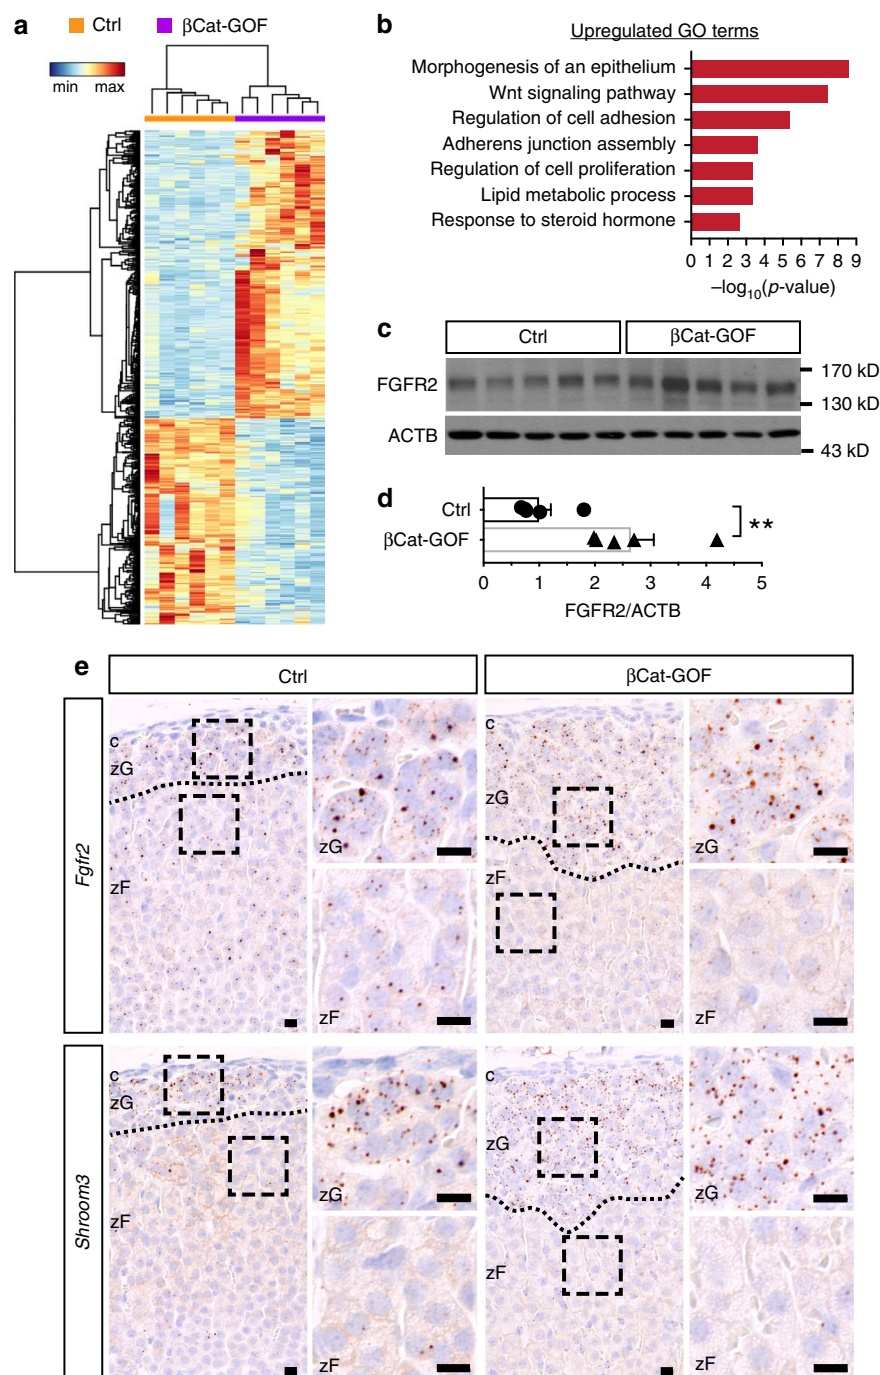 a
Ctrl
βCat-GOF
min
max
b
Upregulated GO terms
Morphogenesis of an epithelium
Wnt signaling pathway
Regulation of cell adhesion
Adherens junction assembly
Regulation of cell proliferation
Lipid metabolic process
Response to steroid hormone
0 1 2 3 4 5 6 7 8 9
–log10(p-value)
c
Ctrl
βCat-GOF
FGFR2
170 kD
130 kD
ACTB
43 kD
d
Ctrl
βCat-GOF
**
0 1 2 3 4 5
FGFR2/ACTB
e
Ctrl
βCat-GOF
Fgfr2
c
zG
zF
zG
zF
c
zG
zF
zG
zF
Shroom3
c
zG
zF
zG
zF
c
zG
zF
zG
zF